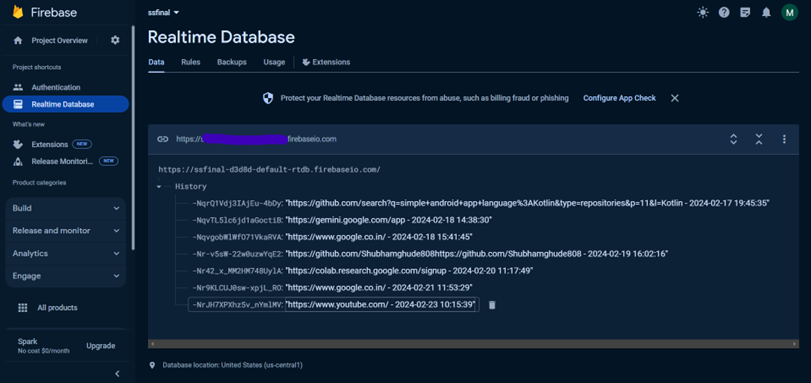 Firebase
ssfinal
M
Project Overview
Realtime Database
Project shortcuts
Data Rules Backups Usage Extensions
Authentication
Realtime Database
Protect your Realtime Database resources from abuse, such as billing fraud or phishing Configure App Check
What's new
Extensions NEW
Release Monitori... NEW
https:// firebaseio.com
Product categories
https://ssfinal-d3d8d-default-rtdb.firebaseio.com/
History
Build
-NqrQ1Vdj3IAjEu-4bDy: "https://github.com/search?q=simple+android+app+language%3AKotlin&type=repositories&p=11&l=Kotlin - 2024-02-17 19:45:35"
-NqvTL5lc6jd1aGoctiB: "https://gemini.google.com/app - 2024-02-18 14:38:30"
Release and monitor
-NqvgobWlWfO71VkaRVA: "https://www.google.co.in/ - 2024-02-18 15:41:45"
Analytics
-Nr-v5sW-22w0uzwYqE2: "https://github.com/Shubhamghude808https://github.com/Shubhamghude808 - 2024-02-19 16:02:16"
-Nr42_x_MM2HM748UylA: "https://colab.research.google.com/signup - 2024-02-20 11:17:49"
Engage
-Nr9KLCUJ0sw-xpjL_RO: "https://www.google.co.in/ - 2024-02-21 11:53:29"
-NrJH7XPXhz5v_nYmlMV: "https://www.youtube.com/ - 2024-02-23 10:15:39"
All products
Spark
No cost $0/month
Upgrade
Database location: United States (us-central1)